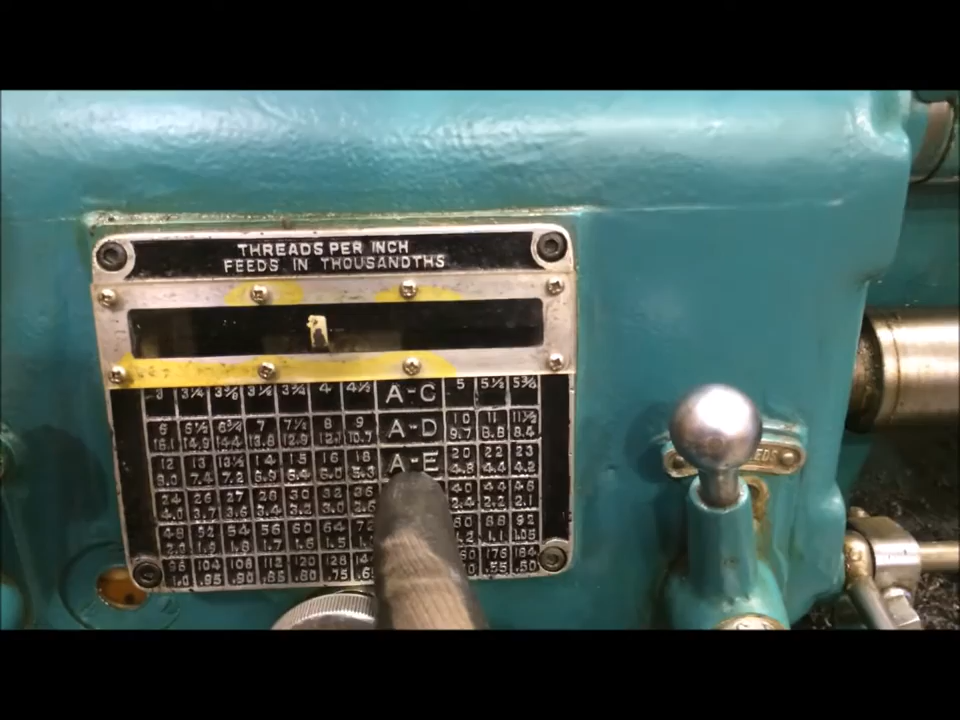 THREADS PER INCH
FEEDS IN THOUSANDTHS
3 3¼ 3⅜ 3½ 3¾ 4 4½ A-C 5 5½ 5¾
6 6½ 6¾ 7 7½ 8 9 A-D 10 11 11½
16.1 14.9 14.4 13.8 12.9 12.1 10.7 9.7 8.8 8.4
12 13 13½ 14 15 16 18 A-E 20 22 23
8.0 7.4 7.2 6.9 6.4 6.0 5.3 4.8 4.4 4.2
24 26 27 28 30 32 36 40 44 46
4.0 3.7 3.6 3.4 3.2 3.0 2.4 2.2 2.1
48 52 54 56 60 64 72 80 88 92
2.0 1.9 1.8 1.7 1.6 1.5 1.2 1.1 1.05
96 104 108 112 120 128 176 184
1.0 .95 .90 .85 .80 .75 .55 .50